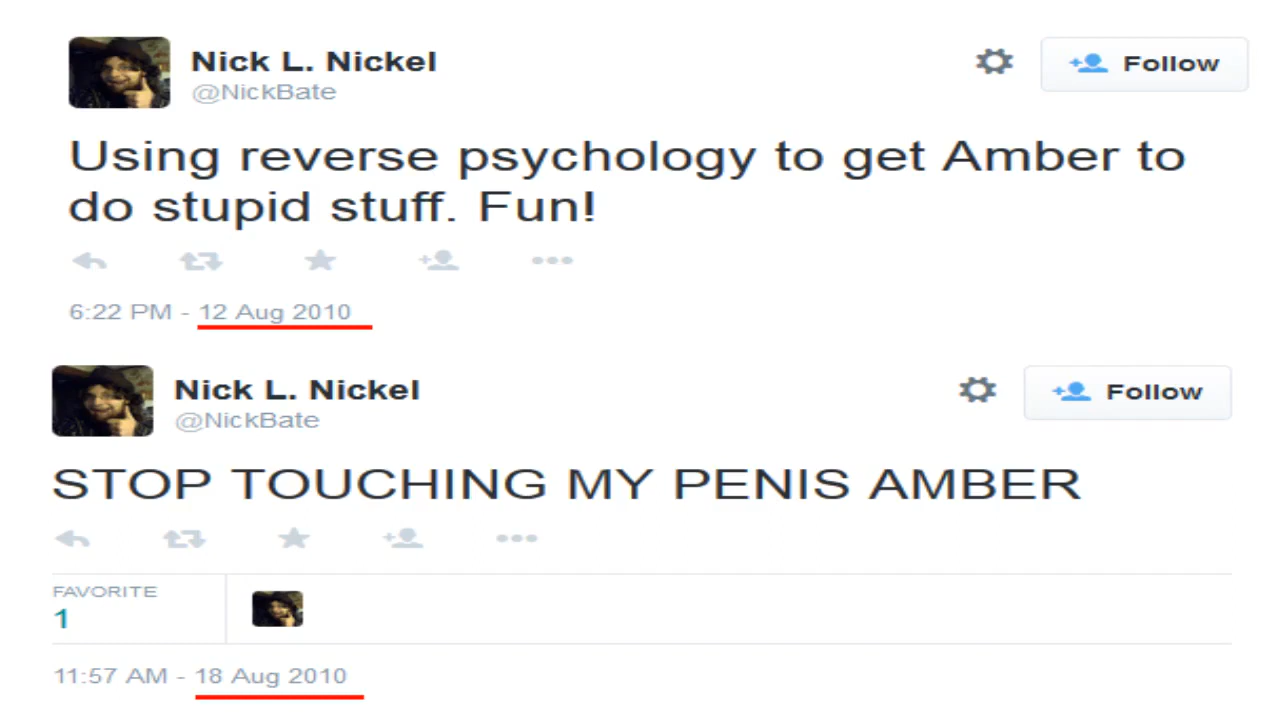 Nick L. Nickel
Follow
@NickBate
Using reverse psychology to get Amber to
do stupid stuff. Fun!
6:22 PM - 12 Aug 2010
Nick L. Nickel
Follow
@NickBate
STOP TOUCHING MY PENIS AMBER
FAVORITE
1
11:57 AM - 18 Aug 2010